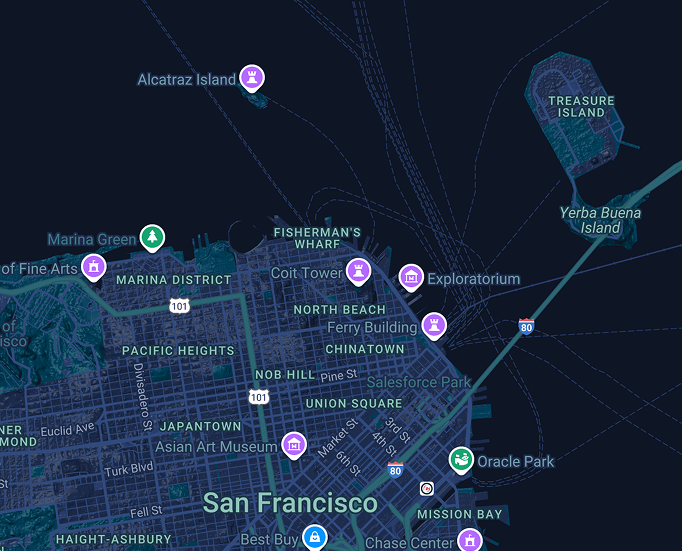 Alcatraz Island
TREASURE
ISLAND
Yerba Buena
Island
FISHERMAN'S
WHARF
Marina Green
of Fine Arts
Coit Tower
Exploratorium
MARINA DISTRICT
101
NORTH BEACH
Ferry Building
80
of
isco
PACIFIC HEIGHTS
CHINATOWN
NOB HILL
Pine St
Salesforce Park
Divisadero St
101
UNION SQUARE
NER
MOND
Euclid Ave
JAPANTOWN
Asian Art Museum
Market St
3rd St
4th St
6th St
Turk Blvd
80
Oracle Park
St
San Francisco
Fell St
MISSION BAY
HAIGHT-ASHBURY
Best Buy
Chase Center